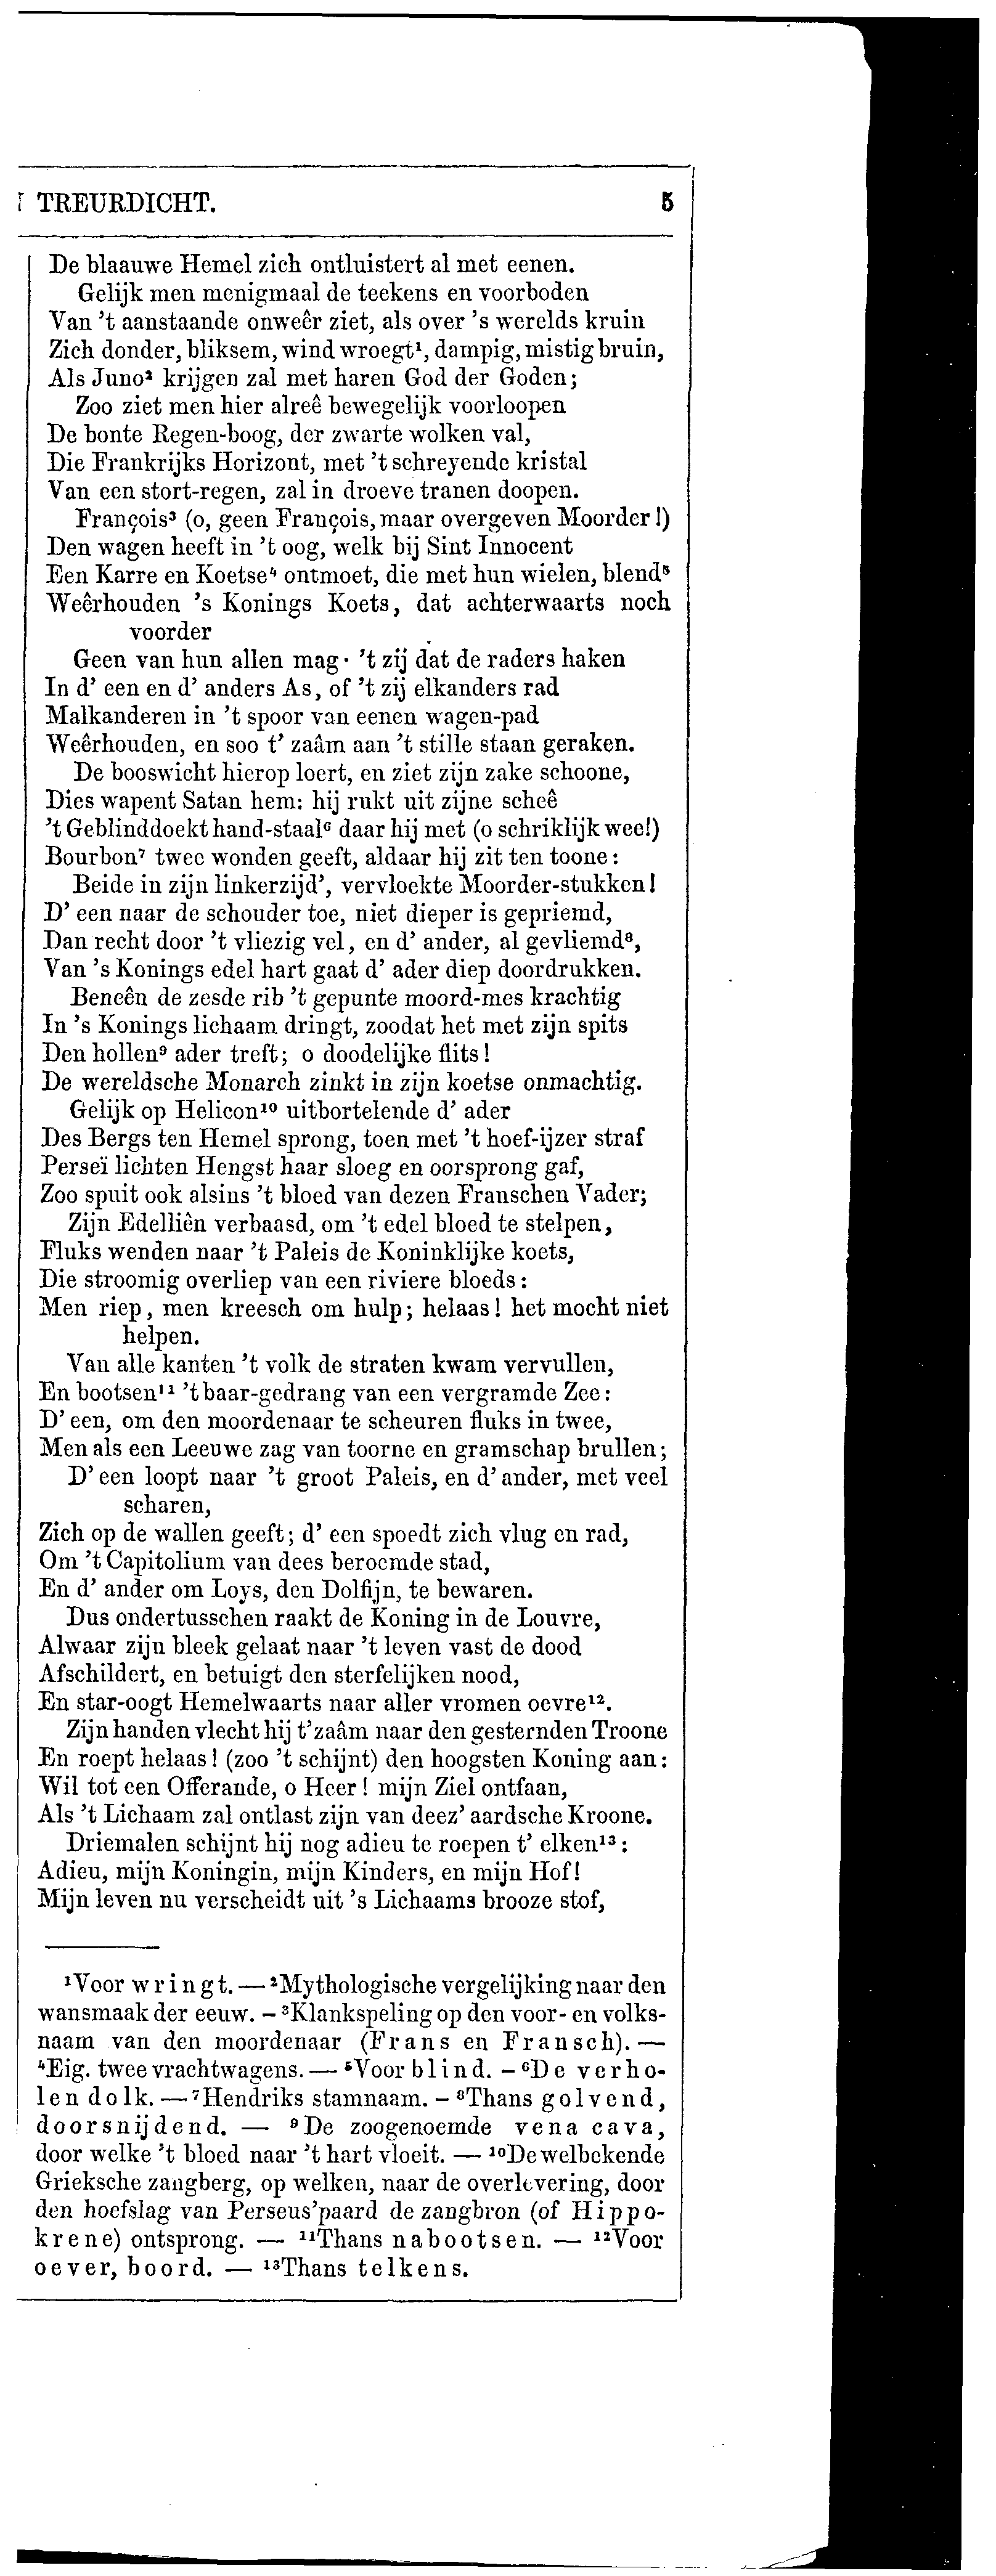 TREURDICHT. 5
De blaauwe Hemel zich ontluistert al met eenen.
Gelijk men menigmaal de teekens en voorboden
Van 't aanstaande onweêr ziet, als over 's werelds kruin
Zich donder, bliksem, wind wroegt¹, dampig, mistig bruin,
Als Juno² krijgen zal met haren God der Goden;
Zoo ziet men hier alreê bewegelijk voorloopen
De bonte Regen-boog, der zwarte wolken val,
Die Frankrijks Horizont, met 't schreyende kristal
Van een stort-regen, zal in droeve tranen doopen.
François³ (o, geen François, maar overgeven Moorder!)
Den wagen heeft in 't oog, welk bij Sint Innocent
Een Karre en Koetse⁴ ontmoet, die met hun wielen, blend⁵
Weêrhouden 's Konings Koets, dat achterwaarts noch
voorder
Geen van hun allen mag· 't zij dat de raders haken
In d' een en d' anders As, of 't zij elkanders rad
Malkanderen in 't spoor van eenen wagen-pad
Weêrhouden, en soo t' zaâm aan 't stille staan geraken.
De booswicht hierop loert, en ziet zijn zake schoone,
Dies wapent Satan hem: hij rukt uit zijne scheê
't Geblinddoekt hand-staal⁶ daar hij met (o schriklijk wee!)
Bourbon⁷ twee wonden geeft, aldaar hij zit ten toone:
Beide in zijn linkerzijd', vervloekte Moorder-stukken!
D' een naar de schouder toe, niet dieper is gepriemd,
Dan recht door 't vliezig vel, en d' ander, al gevliemd⁸,
Van 's Konings edel hart gaat d' ader diep doordrukken.
Beneên de zesde rib 't gepunte moord-mes krachtig
In 's Konings lichaam dringt, zoodat het met zijn spits
Den hollen⁹ ader treft; o doodelijke flits!
De wereldsche Monarch zinkt in zijn koetse onmachtig.
Gelijk op Helicon¹⁰ uitbortelende d' ader
Des Bergs ten Hemel sprong, toen met 't hoef-ijzer straf
Perseï lichten Hengst haar sloeg en oorsprong gaf,
Zoo spuit ook alsins 't bloed van dezen Franschen Vader;
Zijn Edelliên verbaasd, om 't edel bloed te stelpen,
Fluks wenden naar 't Paleis de Koninklijke koets,
Die stroomig overliep van een riviere bloeds:
Men riep, men kreesch om hulp; helaas! het mocht niet
helpen.
Van alle kanten 't volk de straten kwam vervullen,
En bootsen¹¹ 't baar-gedrang van een vergramde Zee:
D' een, om den moordenaar te scheuren fluks in twee,
Men als een Leeuwe zag van toorne en gramschap brullen;
D' een loopt naar 't groot Paleis, en d' ander, met veel
scharen,
Zich op de wallen geeft; d' een spoedt zich vlug en rad,
Om 't Capitolium van dees beroemde stad,
En d' ander om Loys, den Dolfijn, te bewaren.
Dus ondertusschen raakt de Koning in de Louvre,
Alwaar zijn bleek gelaat naar 't leven vast de dood
Afschildert, en betuigt den sterfelijken nood,
En star-oogt Hemelwaarts naar aller vromen oevre¹².
Zijn handen vlecht hij t'zaâm naar den gesternden Troone
En roept helaas! (zoo 't schijnt) den hoogsten Koning aan:
Wil tot een Offerande, o Heer! mijn Ziel ontfaan,
Als 't Lichaam zal ontlast zijn van deez' aardsche Kroone.
Driemalen schijnt hij nog adieu te roepen t' elken¹³:
Adieu, mijn Koningin, mijn Kinders, en mijn Hof!
Mijn leven nu verscheidt uit 's Lichaams brooze stof,
¹Voor wringt. — ²Mythologische vergelijking naar den
wansmaak der eeuw. – ³Klankspeling op den voor- en volks-
naam van den moordenaar (Frans en Fransch). —
⁴Eig. twee vrachtwagens. — ⁵Voor blind. – ⁶De verho-
len dolk. — ⁷Hendriks stamnaam. – ⁸Thans golvend,
doorsnijdend. — ⁹De zoogenoemde vena cava,
door welke 't bloed naar 't hart vloeit. — ¹⁰De welbekende
Grieksche zangberg, op welken, naar de overlevering, door
den hoefslag van Perseus'paard de zangbron (of Hippo-
krene) ontsprong. — ¹¹Thans nabootsen. — ¹²Voor
oever, boord. — ¹³Thans telkens.